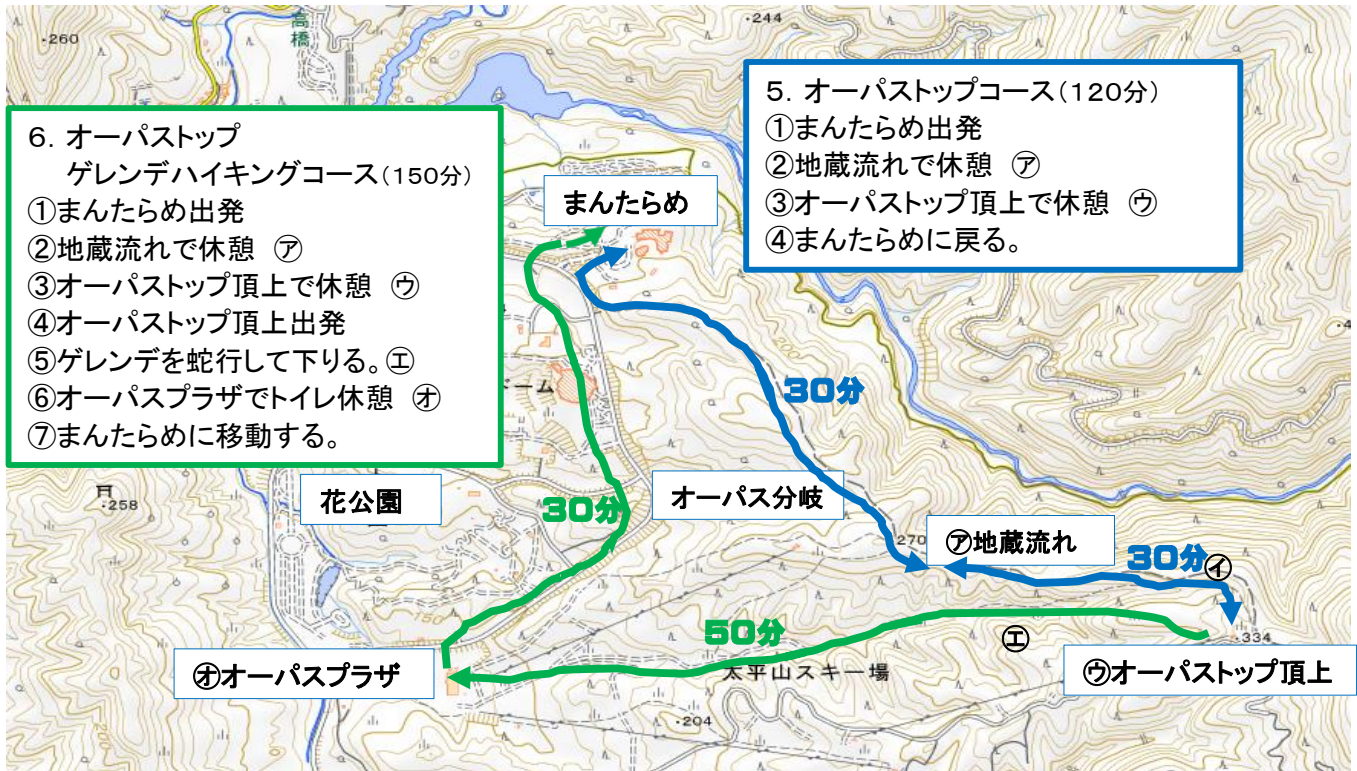 高橋
・260
・244
6. オーパストップ
ゲレンデハイキングコース(150分)
①まんたらめ出発
②地蔵流れで休憩 ㋐
③オーパストップ頂上で休憩 ㋒
④オーパストップ頂上出発
⑤ゲレンデを蛇行して下りる。㋓
⑥オーパスプラザでトイレ休憩 ㋔
⑦まんたらめに移動する。
5. オーパストップコース(120分)
①まんたらめ出発
②地蔵流れで休憩 ㋐
③オーパストップ頂上で休憩 ㋒
④まんたらめに戻る。
まんたらめ
200
30分
ドーム
花公園
・258
30分
オーパス分岐
270
㋐地蔵流れ
30分
㋑
150
50分
㋓
・334
㋔オーパスプラザ
太平山スキー場
㋒オーパストップ頂上
・204
200